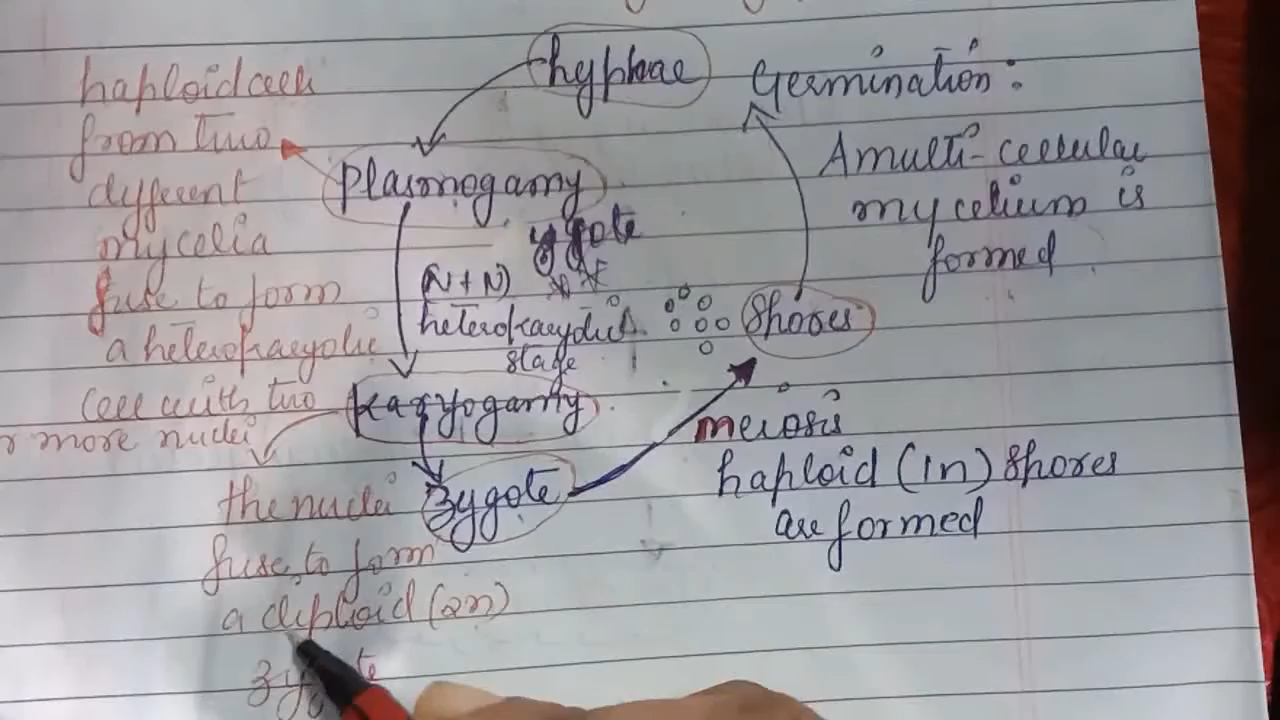 hyphae
Germination:
A multi-cellular
mycelium is
formed
haploid cells
from two
different
mycelia
fuse to form
a heterokaryotic
cell with two
or more nuclei
Plasmogamy
ygote
(N+N)
heterokaryotic
stage
Spores
Karyogamy
meiosis
haploid (1n) spores
are formed
Zygote
the nuclei
fuse to form
a diploid (2n)